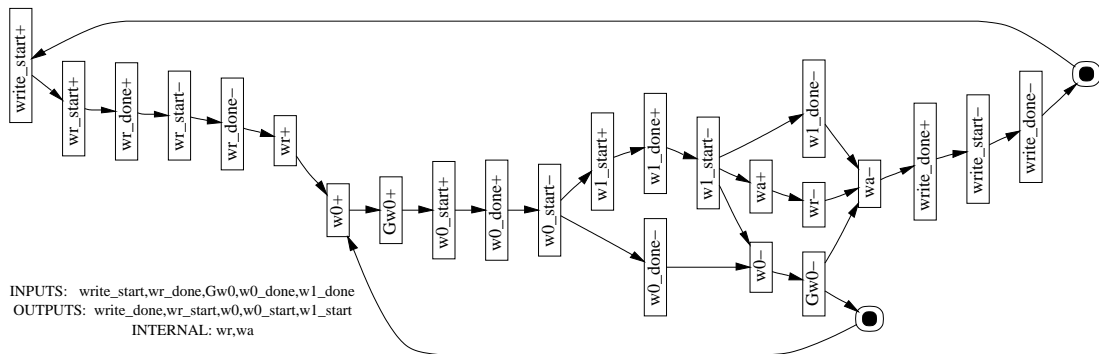 write_start+
wr_start+
wr_done+
wr_start−
wr_done−
wr+
w0+
Gw0+
w0_start+
w0_done+
w0_start−
w1_start+
w1_done+
w1_start−
w0_done−
w1_done−
wa+
wr−
w0−
Gw0−
wa−
write_done+
write_start−
write_done−
INPUTS: write_start,wr_done,Gw0,w0_done,w1_done
OUTPUTS: write_done,wr_start,w0,w0_start,w1_start
INTERNAL: wr,wa